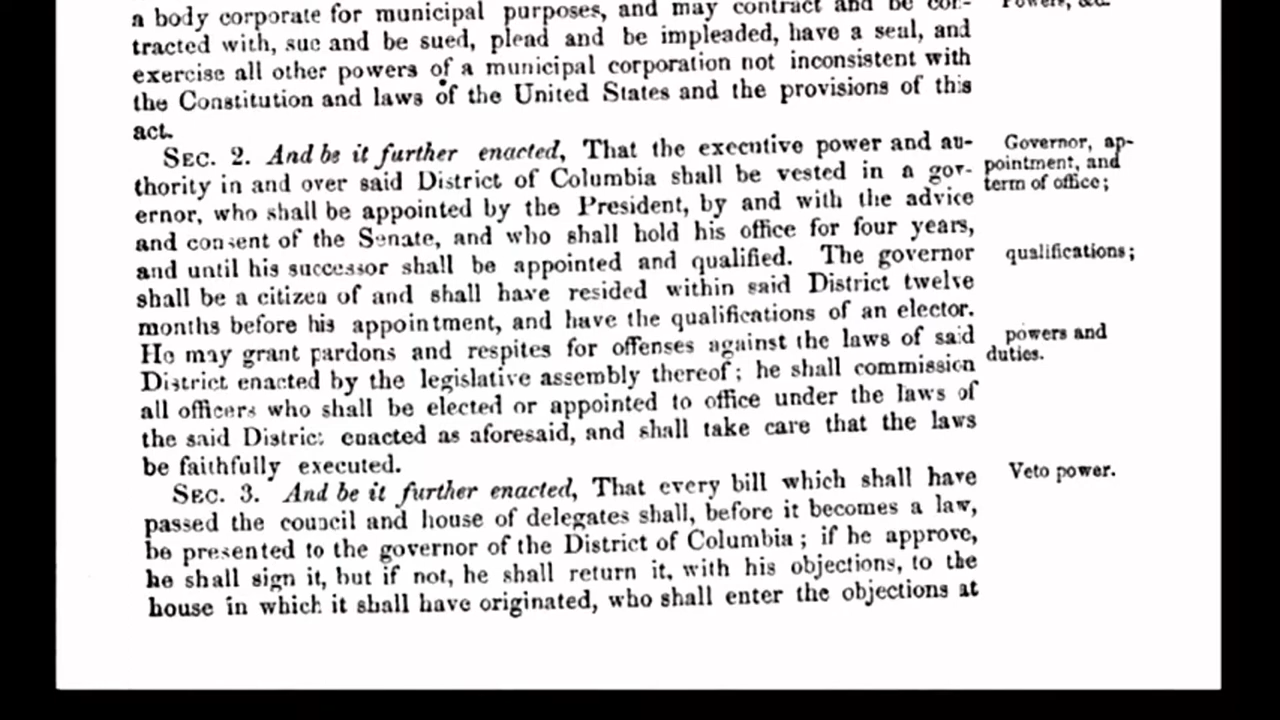 a body corporate for municipal purposes, and may contract and be con-
tracted with, sue and be sued, plead and be impleaded, have a seal, and
exercise all other powers of a municipal corporation not inconsistent with
the Constitution and laws of the United States and the provisions of this
act.
Powers, &c.
SEC. 2. And be it further enacted, That the executive power and au-
thority in and over said District of Columbia shall be vested in a gov-
ernor, who shall be appointed by the President, by and with the advice
and consent of the Senate, and who shall hold his office for four years,
and until his successor shall be appointed and qualified. The governor
shall be a citizen of and shall have resided within said District twelve
months before his appointment, and have the qualifications of an elector.
He may grant pardons and respites for offenses against the laws of said
District enacted by the legislative assembly thereof; he shall commission
all officers who shall be elected or appointed to office under the laws of
the said District enacted as aforesaid, and shall take care that the laws
be faithfully executed.
Governor, ap-
pointment, and
term of office;
qualifications;
powers and
duties.
SEC. 3. And be it further enacted, That every bill which shall have
passed the council and house of delegates shall, before it becomes a law,
be presented to the governor of the District of Columbia; if he approve,
he shall sign it, but if not, he shall return it, with his objections, to the
house in which it shall have originated, who shall enter the objections at
Veto power.